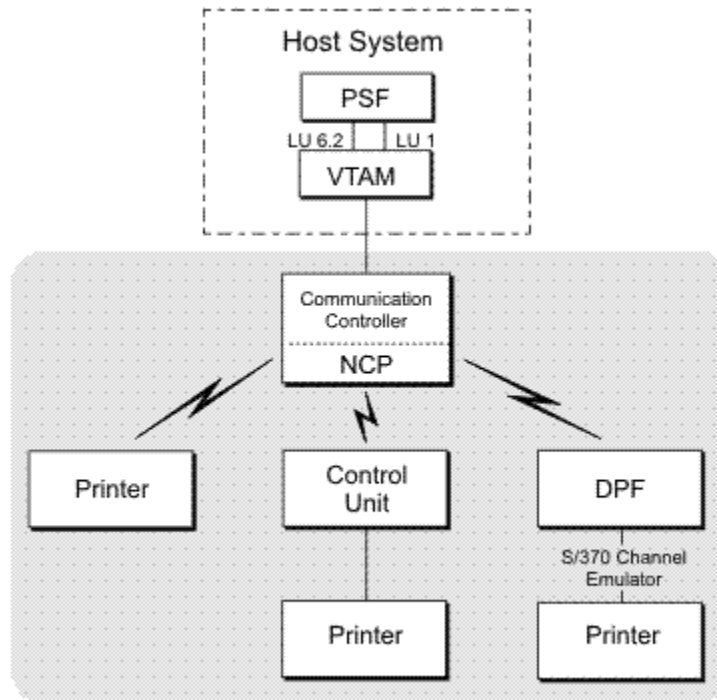 Host System
PSF
LU 6.2
LU 1
VTAM
Communication
Controller
NCP
Printer
Control
Unit
DPF
S/370 Channel
Emulator
Printer
Printer